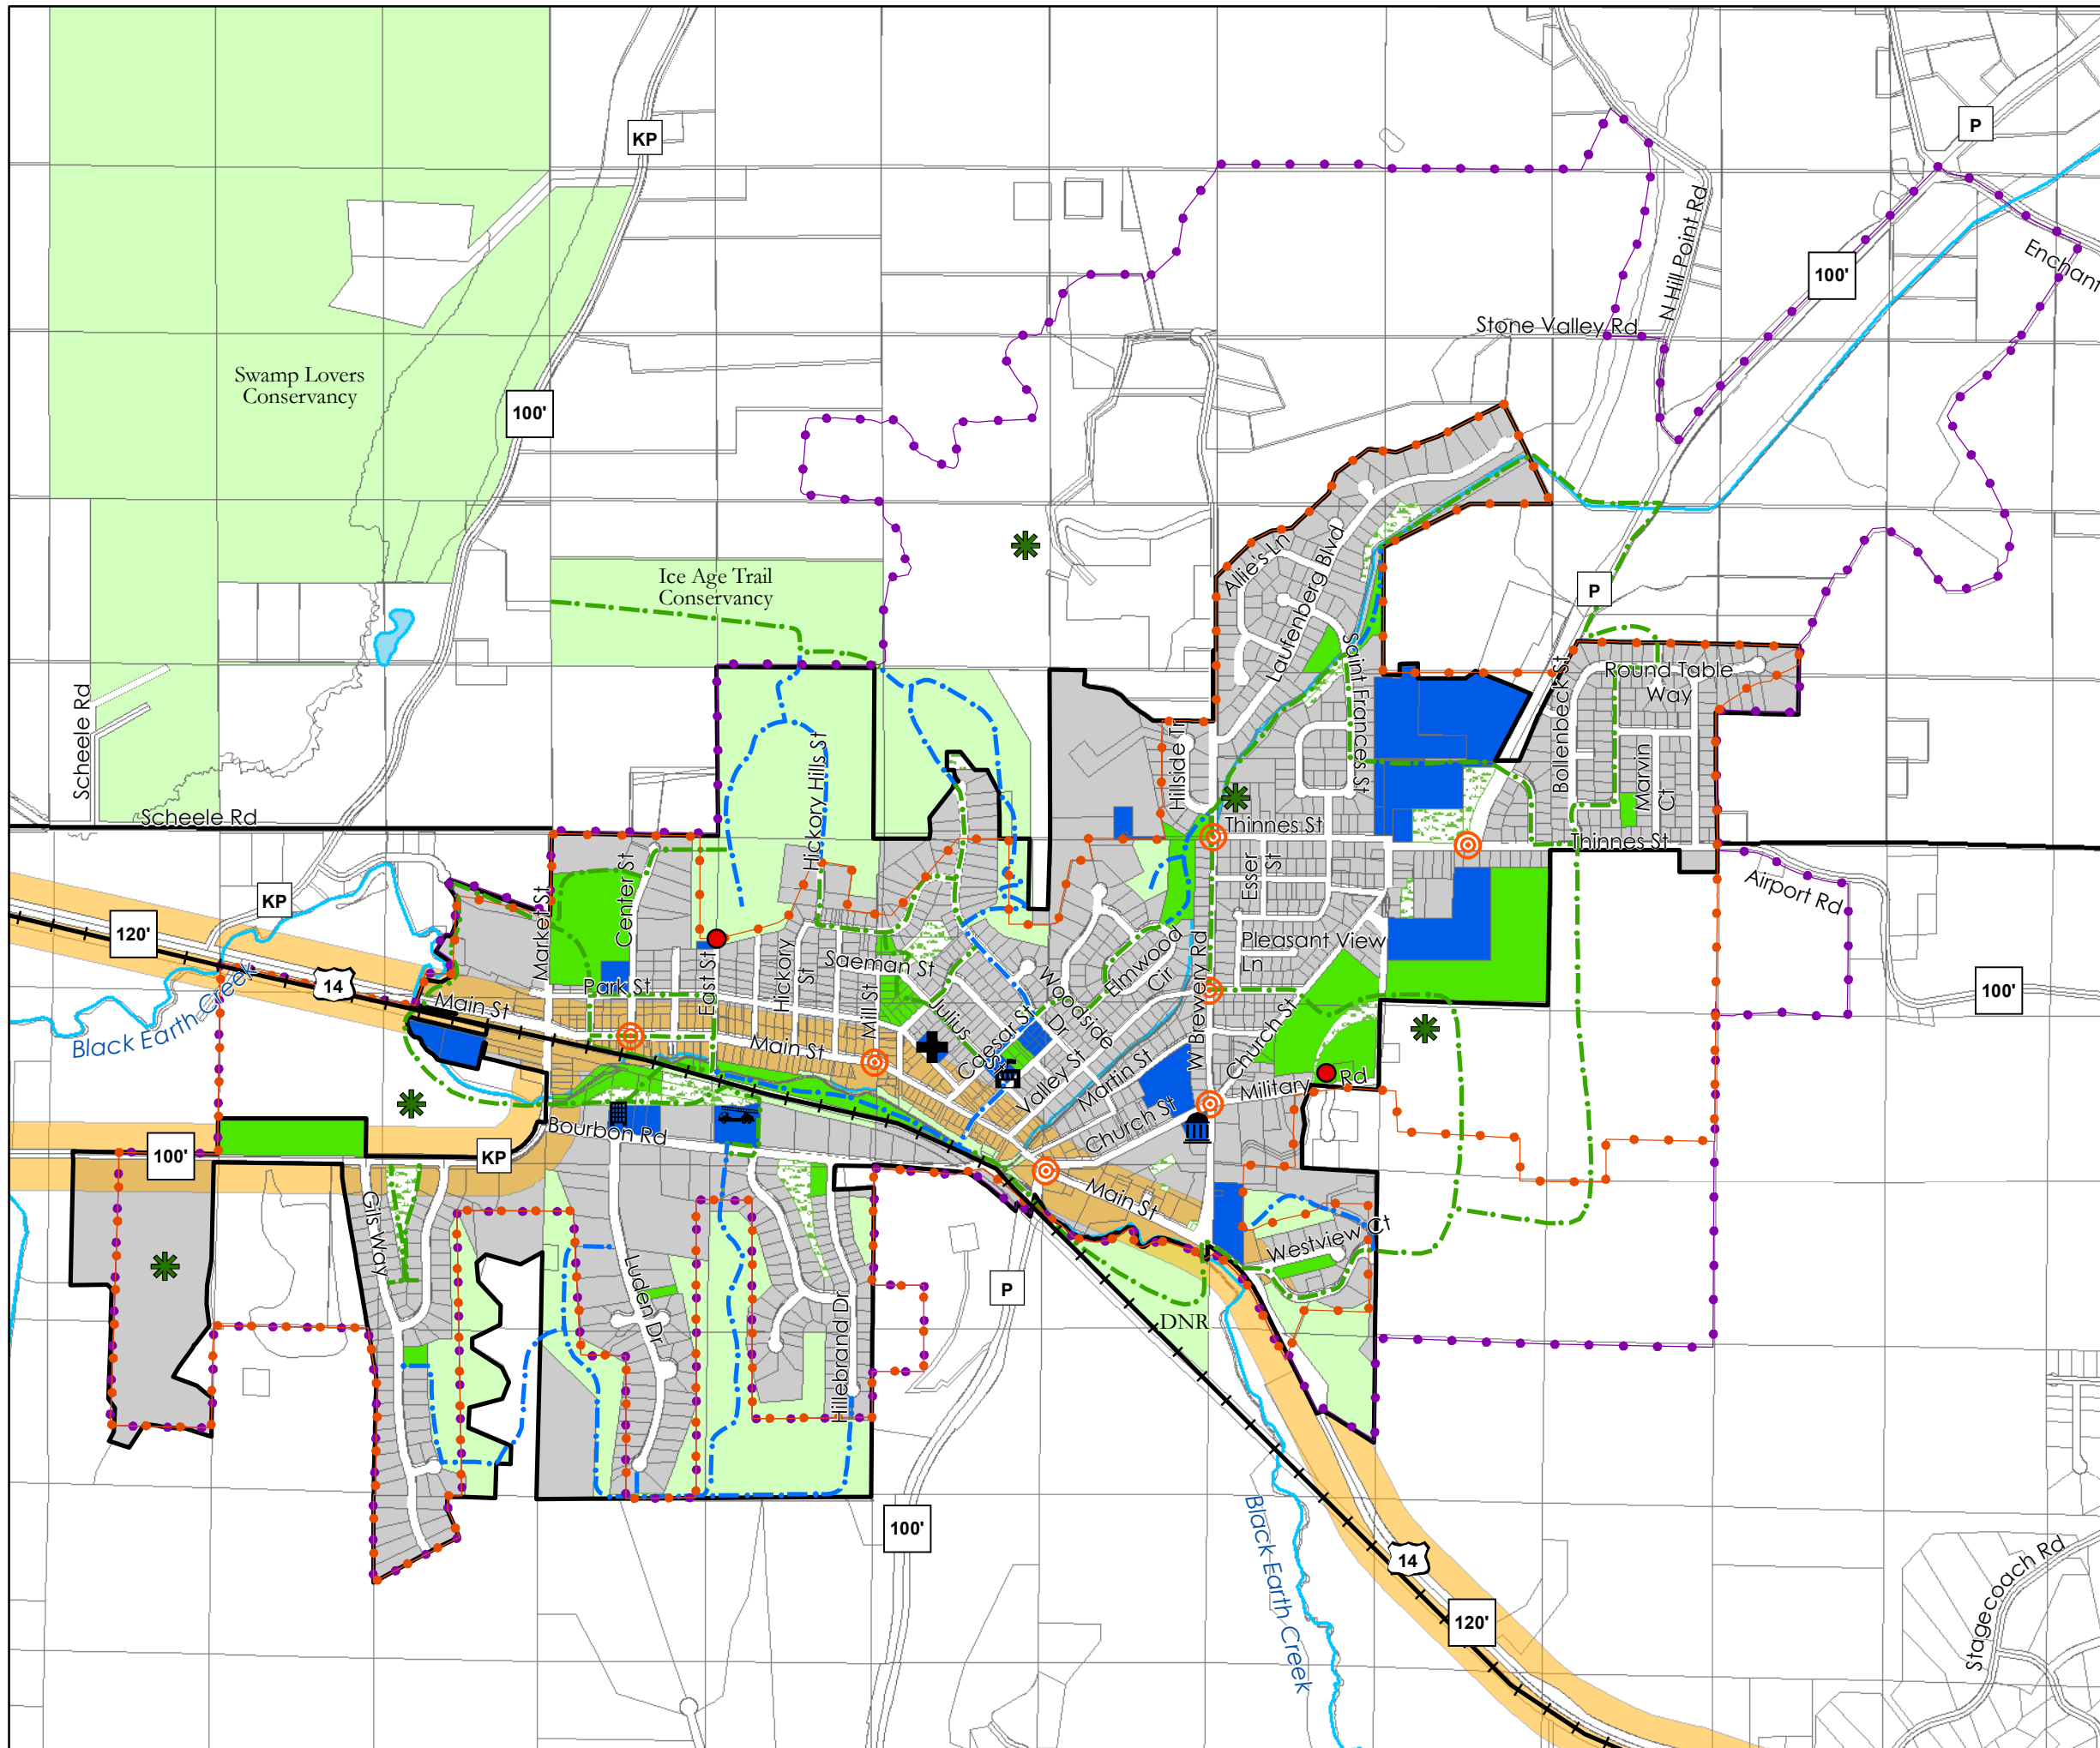 KP
P
100'
Enchant
N Hill Point Rd
Stone Valley Rd
Swamp Lovers
Conservancy
100'
Ice Age Trail
Conservancy
Allie's Ln
Laufenberg Blvd
P
Saint Frances St
Bollenbeck St
Round Table
Way
Scheele Rd
Scheele Rd
Hickory Hills St
Hillside Tr
Marvin
Ct
Thinnes St
Thinnes St
Airport Rd
KP
120'
14
Market St
Center St
Esser
St
Pleasant View
Ln
Elmwood
Cir
Saeman St
Hickory
St
East St
Park St
Mill St
Julius
Caesar St
Woodside
Dr
W Brewery Rd
Church St
100'
Black Earth Creek
Main St
Main St
Valley St
Martin St
Military Rd
Church St
Bourbon Rd
100'
KP
Gils Way
Main St
Westview Ct
Luden Dr
Hillebrand Dr
P
DNR
100'
Black Earth Creek
14
120'
Stagecoach Rd